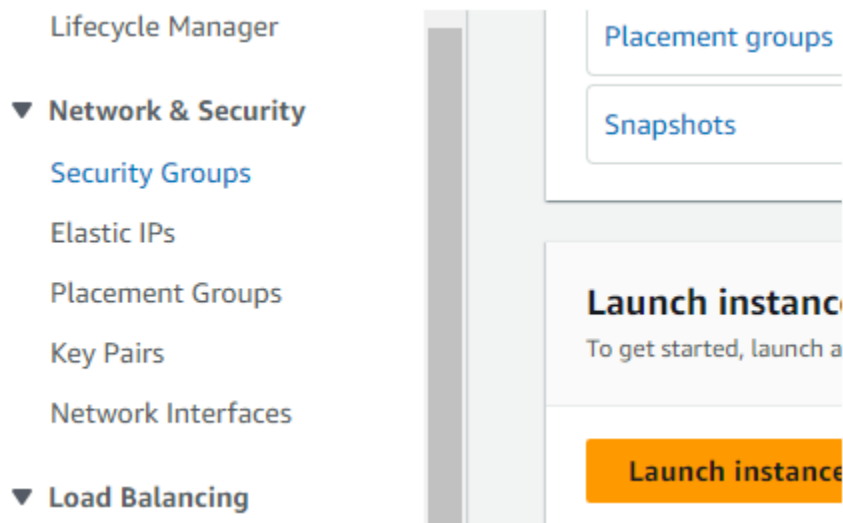 Lifecycle Manager
Network & Security
Security Groups
Elastic IPs
Placement Groups
Key Pairs
Network Interfaces
Load Balancing
Placement groups
Snapshots
Launch instanc
To get started, launch a
Launch instance